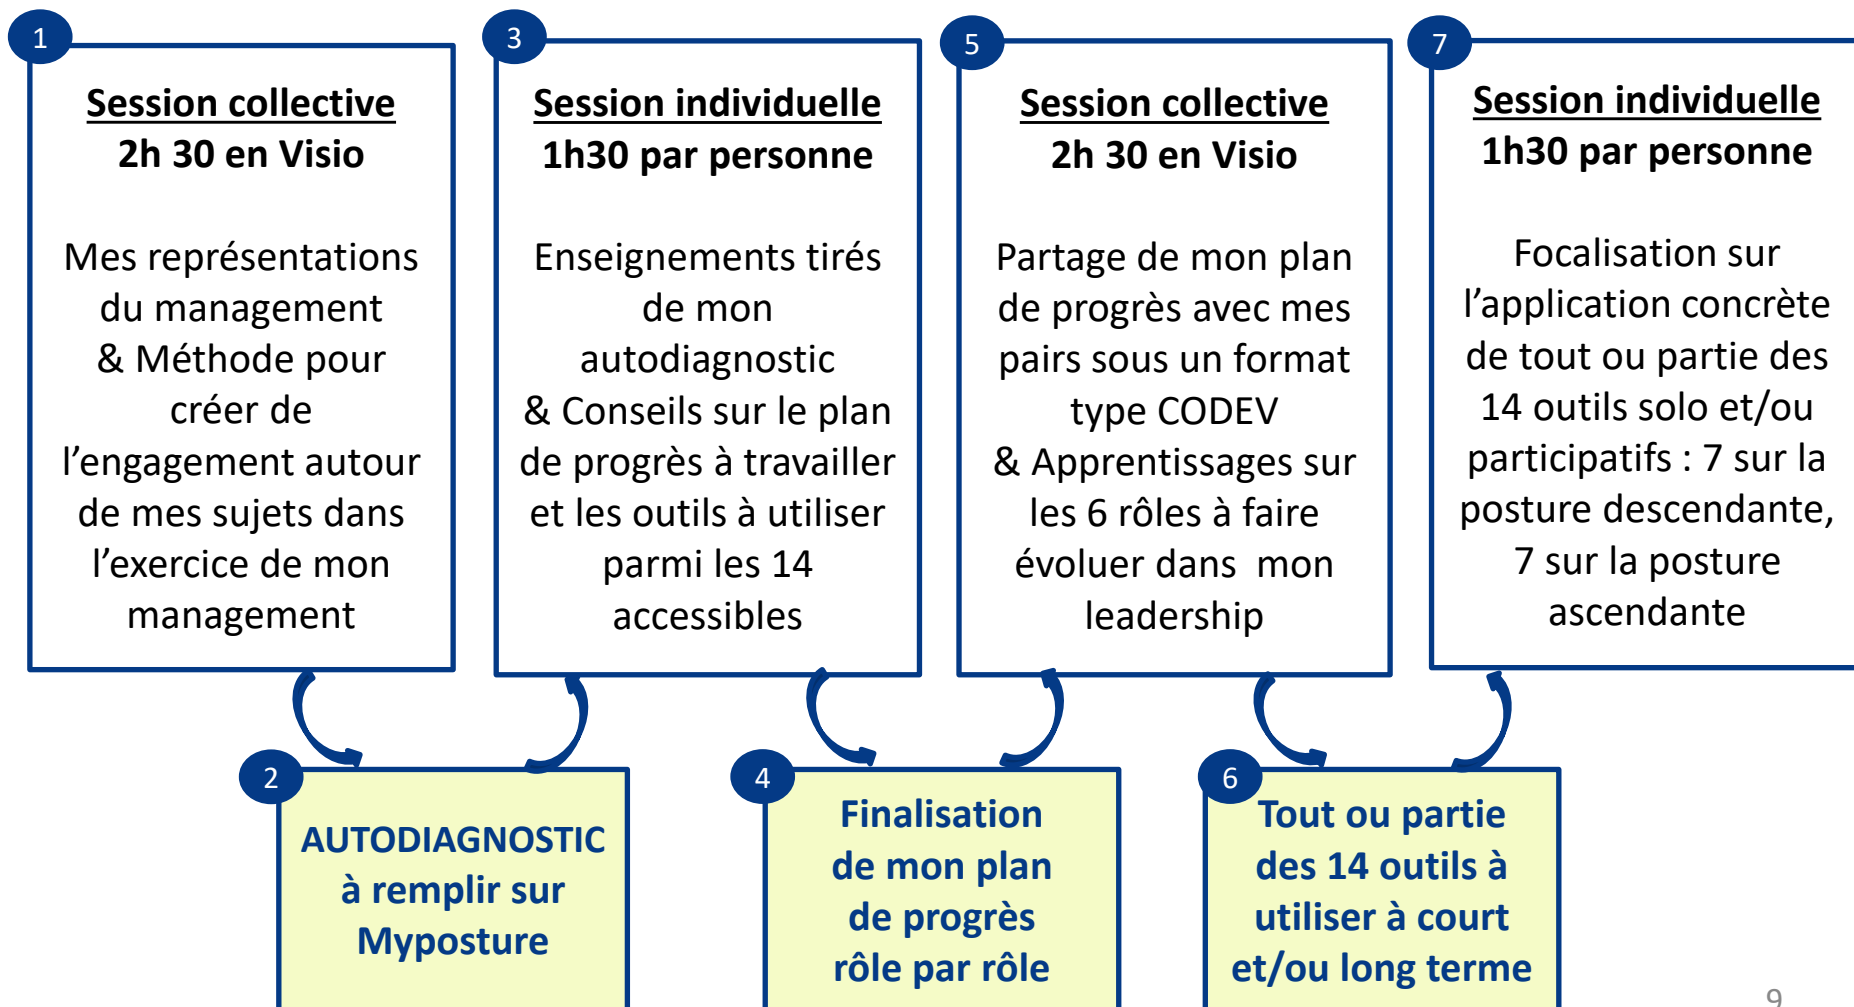 1
Session collective
2h 30 en Visio
Mes représentations
du management
& Méthode pour
créer de
l’engagement autour
de mes sujets dans
l’exercice de mon
management
2
AUTODIAGNOSTIC
à remplir sur
Myposture
3
Session individuelle
1h30 par personne
Enseignements tirés
de mon
autodiagnostic
& Conseils sur le plan
de progrès à travailler
et les outils à utiliser
parmi les 14
accessibles
4
Finalisation
de mon plan
de progrès
rôle par rôle
5
Session collective
2h 30 en Visio
Partage de mon plan
de progrès avec mes
pairs sous un format
type CODEV
& Apprentissages sur
les 6 rôles à faire
évoluer dans  mon
leadership
6
Tout ou partie
des 14 outils à
utiliser à court
et/ou long terme
7
Session individuelle
1h30 par personne
Focalisation sur
l’application concrète
de tout ou partie des
14 outils solo et/ou
participatifs : 7 sur la
posture descendante,
7 sur la posture
ascendante
9